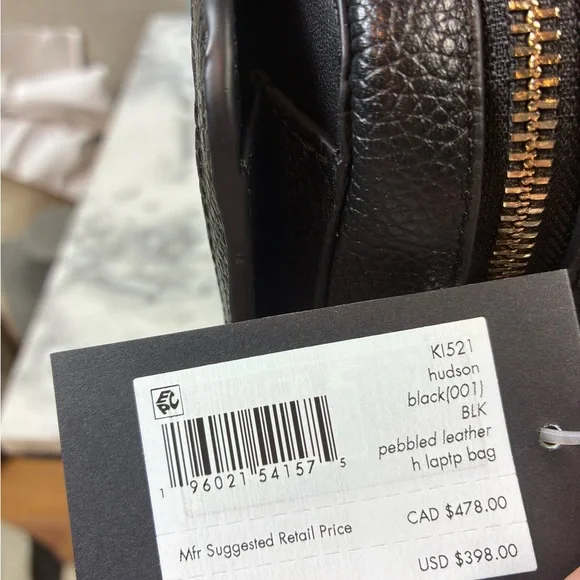 KI521
hudson
black(001)
BLK
pebbled leather
h laptp bag
EPC
1 96021 54157 5
Mfr Suggested Retail Price
CAD $478.00
USD $398.00